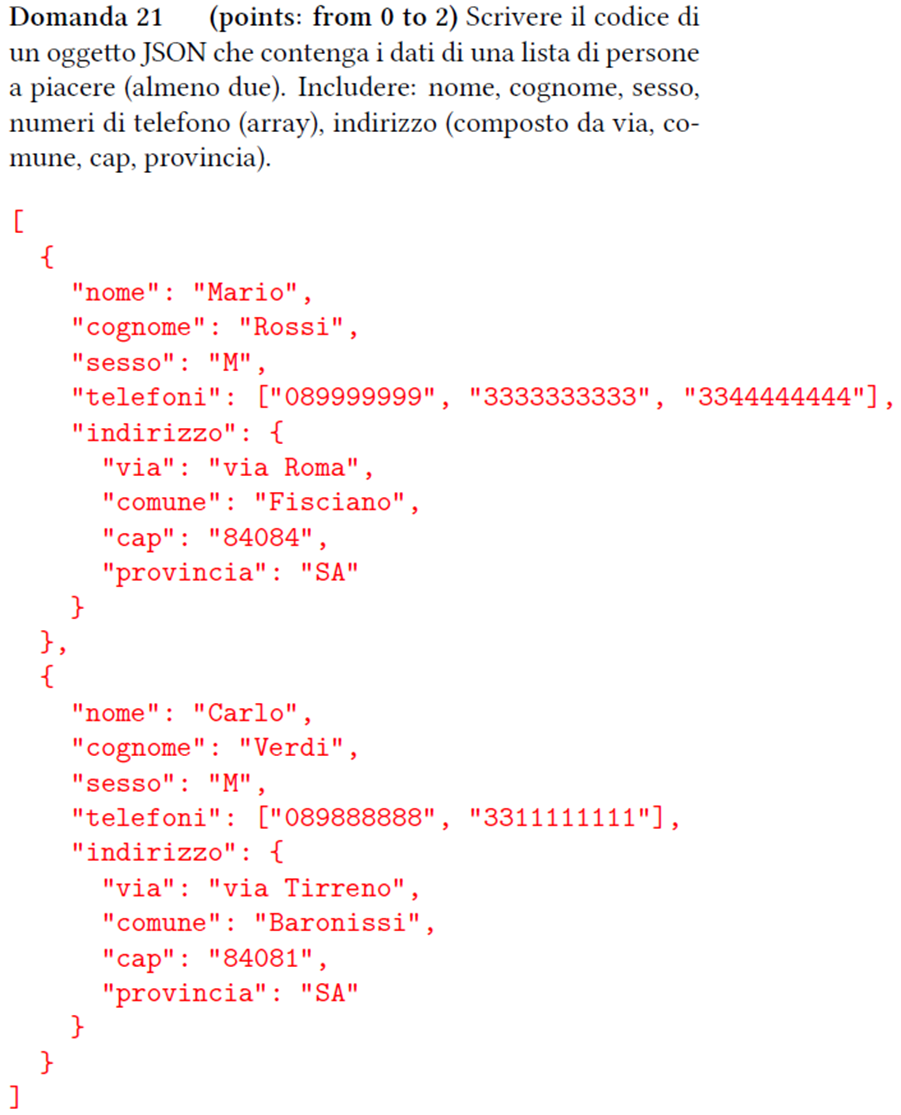 Domanda 21 (points: from 0 to 2) Scrivere il codice di
un oggetto JSON che contenga i dati di una lista di persone
a piacere (almeno due). Includere: nome, cognome, sesso,
numeri di telefono (array), indirizzo (composto da via, co-
mune, cap, provincia).
[
  {
    "nome": "Mario",
    "cognome": "Rossi",
    "sesso": "M",
    "telefoni": ["089999999", "3333333333", "3344444444"],
    "indirizzo": {
      "via": "via Roma",
      "comune": "Fisciano",
      "cap": "84084",
      "provincia": "SA"
    }
  },
  {
    "nome": "Carlo",
    "cognome": "Verdi",
    "sesso": "M",
    "telefoni": ["089888888", "3311111111"],
    "indirizzo": {
      "via": "via Tirreno",
      "comune": "Baronissi",
      "cap": "84081",
      "provincia": "SA"
    }
  }
]